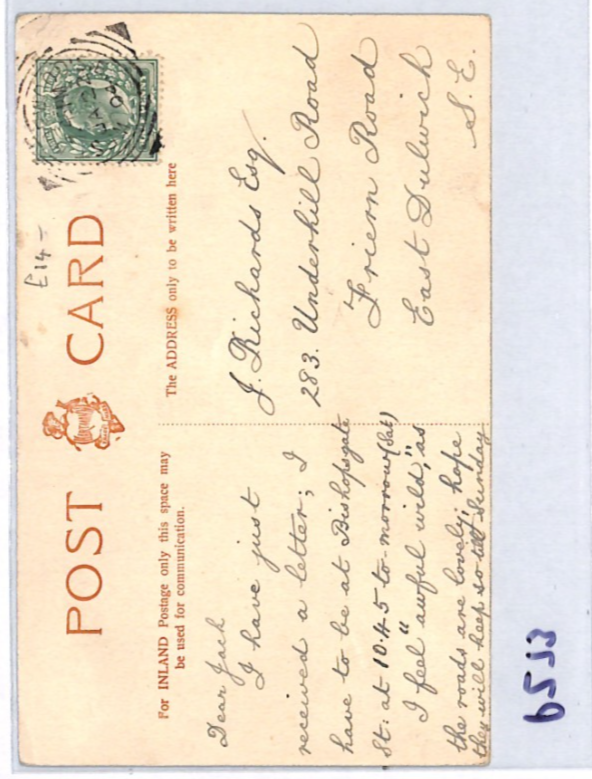 POST CARD
£14-
For INLAND Postage only this space may
be used for communication.
The ADDRESS only to be written here
Dear Jack
I have just
received a letter; I
have to be at Bishopsgate
St: at 10.45 to-morrow (Sat)
I feel "awful wild", as
the roads are lovely; hope
they will keep so till Sunday
J. Richards Esq.
283. Underhill Road
Friern Road
East Dulwich
S.E.